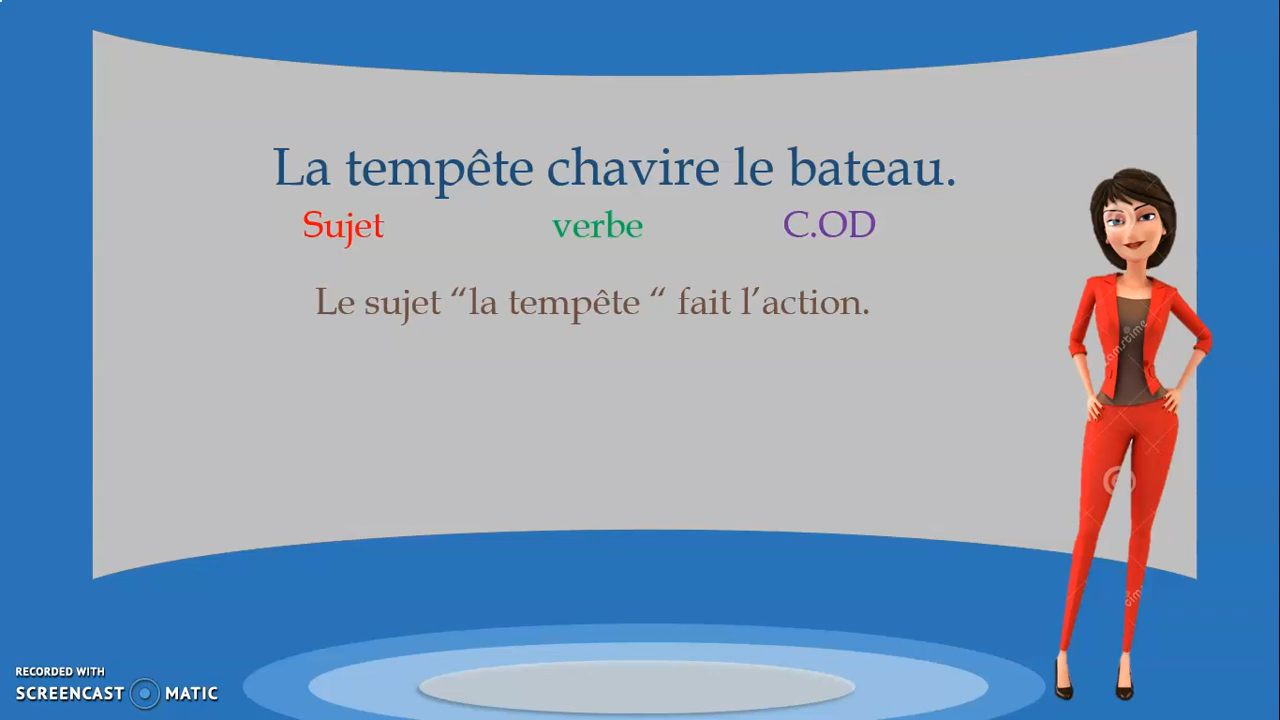 La tempête chavire le bateau.
Sujet verbe C.OD
Le sujet “la tempête “ fait l’action.
RECORDED WITH
SCREENCAST MATIC